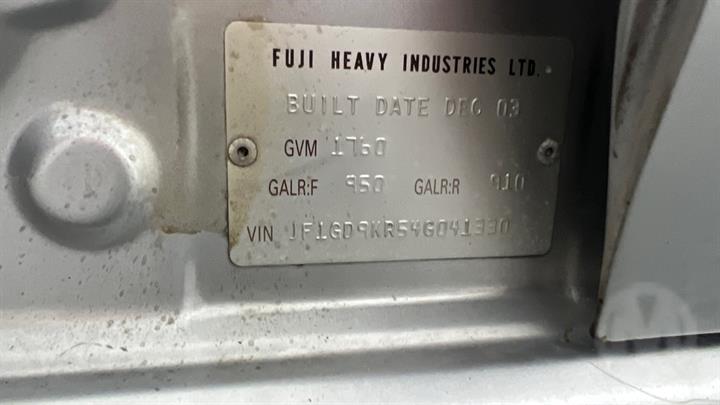 FUJI HEAVY INDUSTRIES LTD.
BUILT DATE DEC 03
GVM 1760
GALR:F 950 GALR:R 910
VIN JF1GD9KR54G041330
M